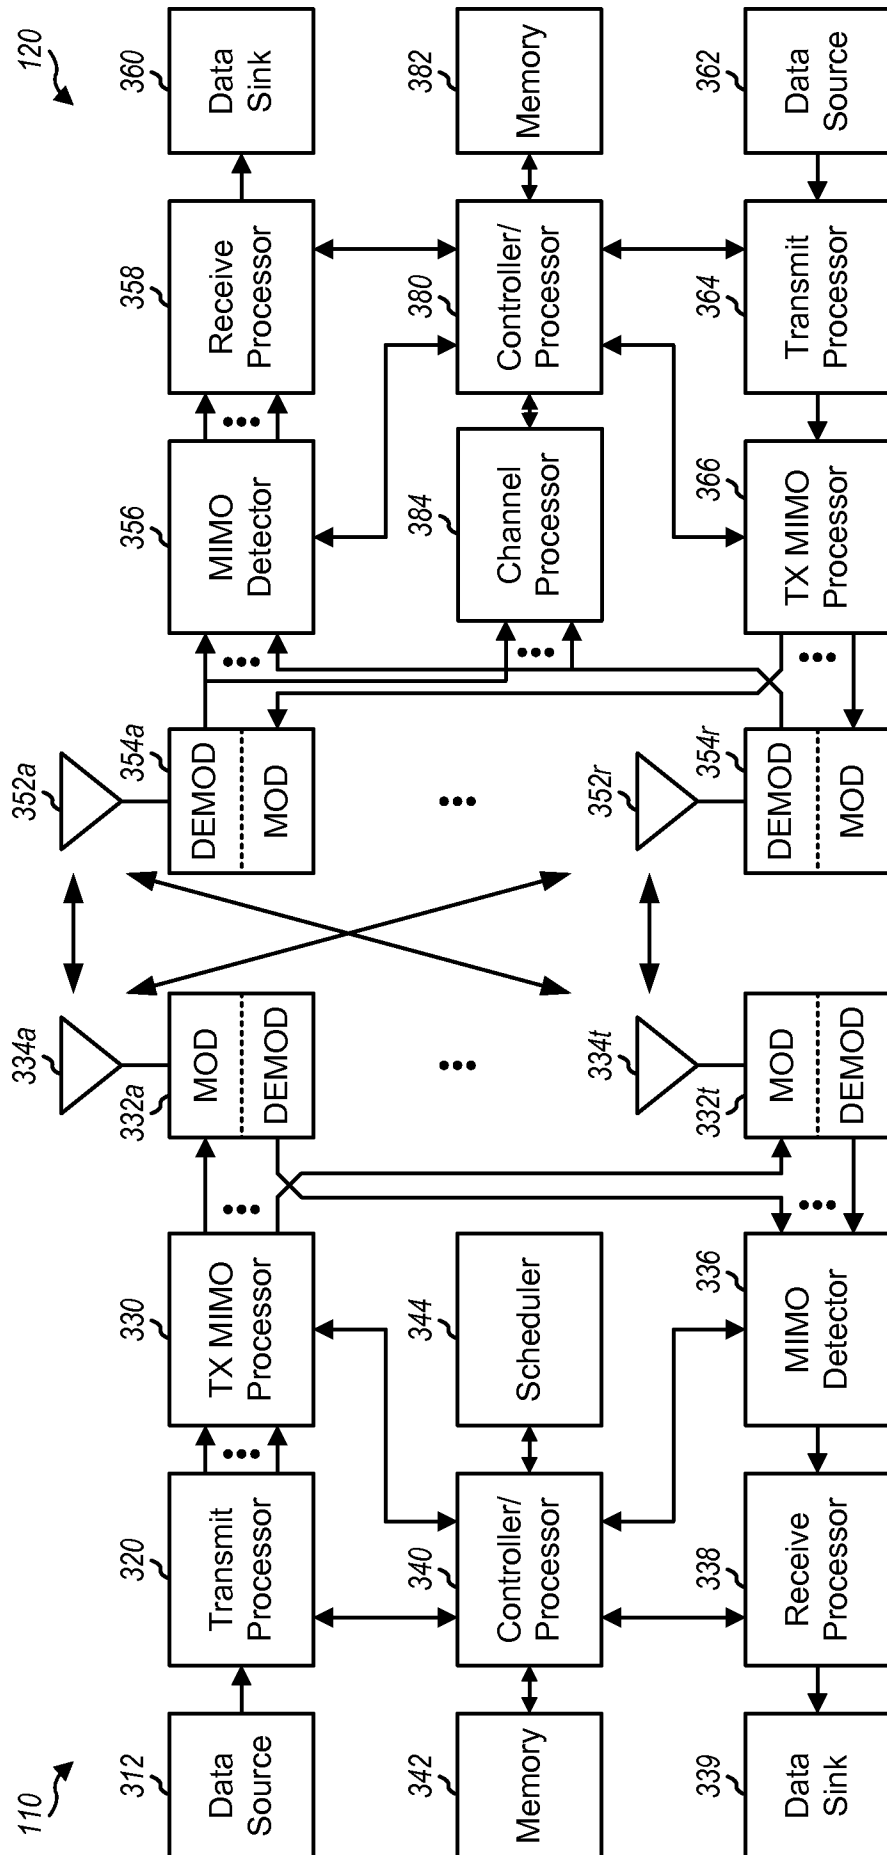 110
120
312
Data
Source
320
Transmit
Processor
330
TX MIMO
Processor
332a
MOD
DEMOD
334a
352a
354a
DEMOD
MOD
356
MIMO
Detector
358
Receive
Processor
360
Data
Sink
342
Memory
340
Controller/
Processor
344
Scheduler
384
Channel
Processor
380
Controller/
Processor
382
Memory
339
Data
Sink
338
Receive
Processor
336
MIMO
Detector
332t
MOD
DEMOD
334t
352r
354r
DEMOD
MOD
366
TX MIMO
Processor
364
Transmit
Processor
362
Data
Source